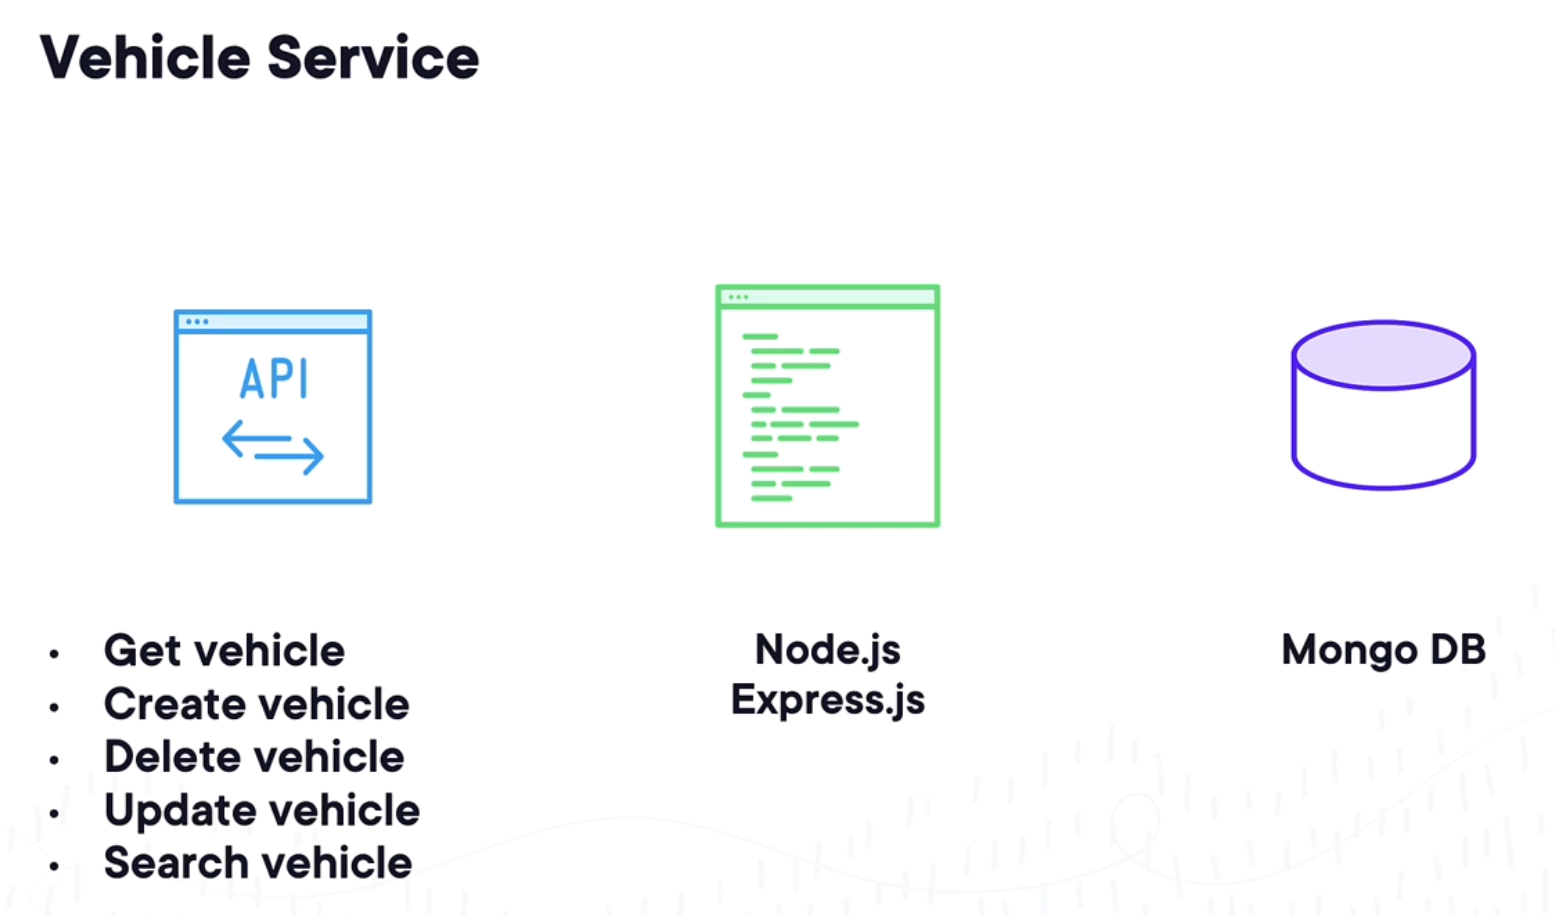 Vehicle Service
API
• Get vehicle
• Create vehicle
• Delete vehicle
• Update vehicle
• Search vehicle
Node.js
Express.js
Mongo DB